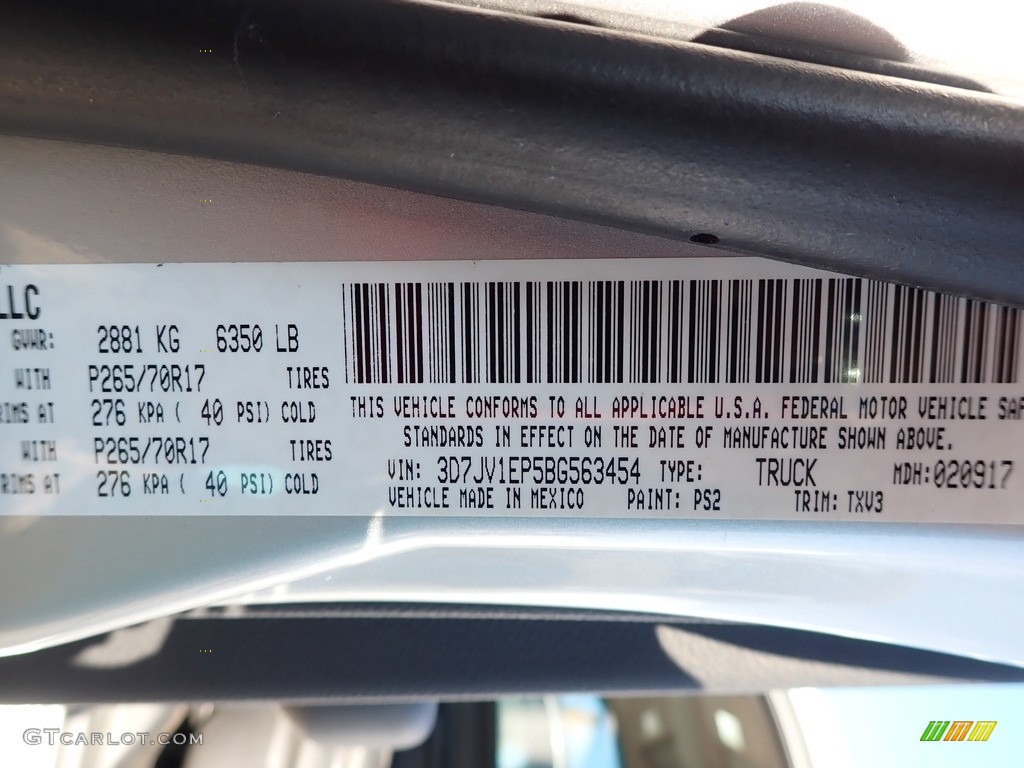 LLC
GVWR: 2881 KG 6350 LB
WITH P265/70R17 TIRES
RIMS AT 276 KPA ( 40 PSI) COLD
WITH P265/70R17 TIRES
RIMS AT 276 KPA ( 40 PSI) COLD
THIS VEHICLE CONFORMS TO ALL APPLICABLE U.S.A. FEDERAL MOTOR VEHICLE SAF
STANDARDS IN EFFECT ON THE DATE OF MANUFACTURE SHOWN ABOVE.
VIN: 3D7JV1EP5BG563454 TYPE: TRUCK MDH:020917
VEHICLE MADE IN MEXICO PAINT: PS2 TRIM: TXV3
GTCARLOT.COM